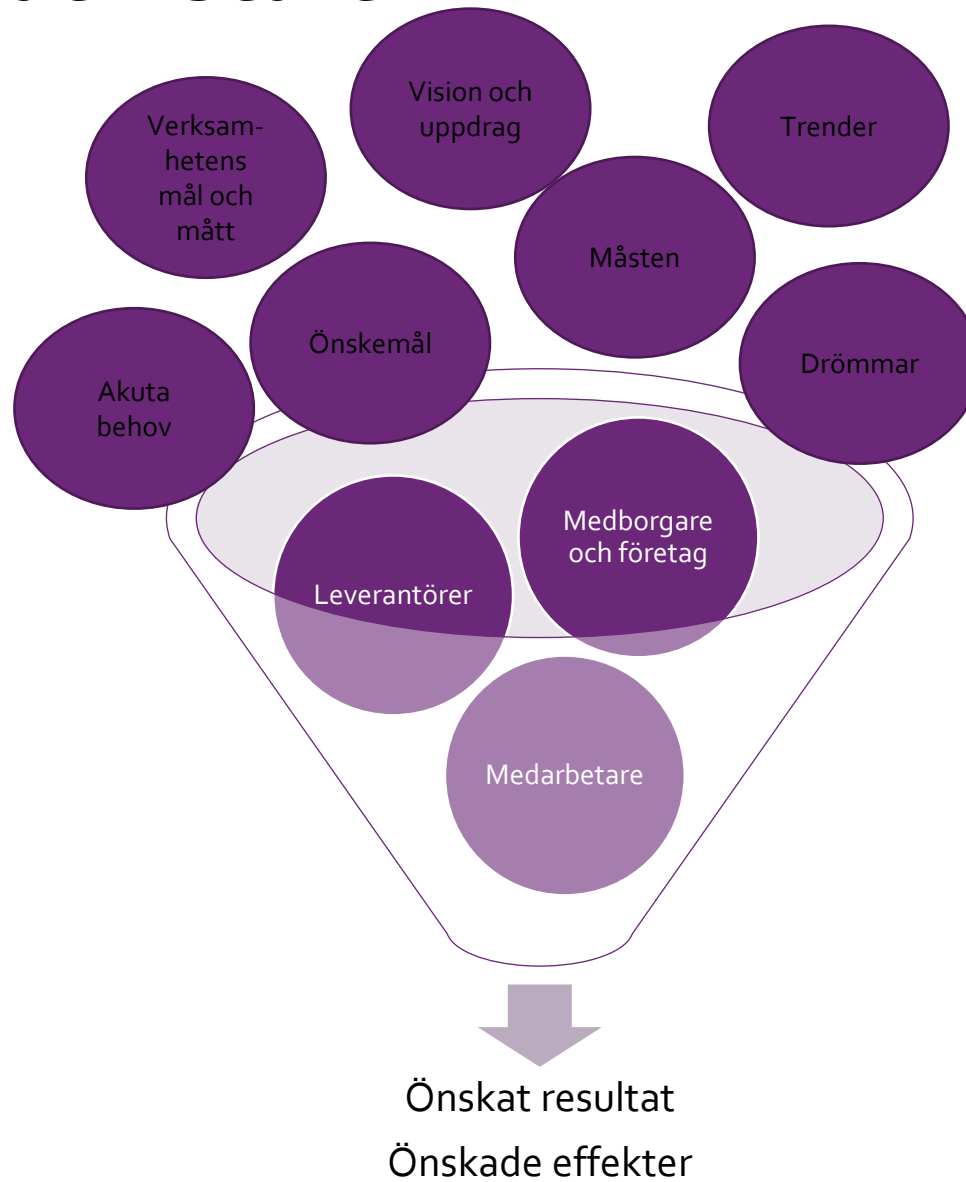 Vision och
uppdrag
Trender
Verksam-
hetens
mål och
mått
Måsten
Önskemål
Drömmar
Akuta
behov
Medborgare
och företag
Leverantörer
Medarbetare
Önskat resultat
Önskade effekter